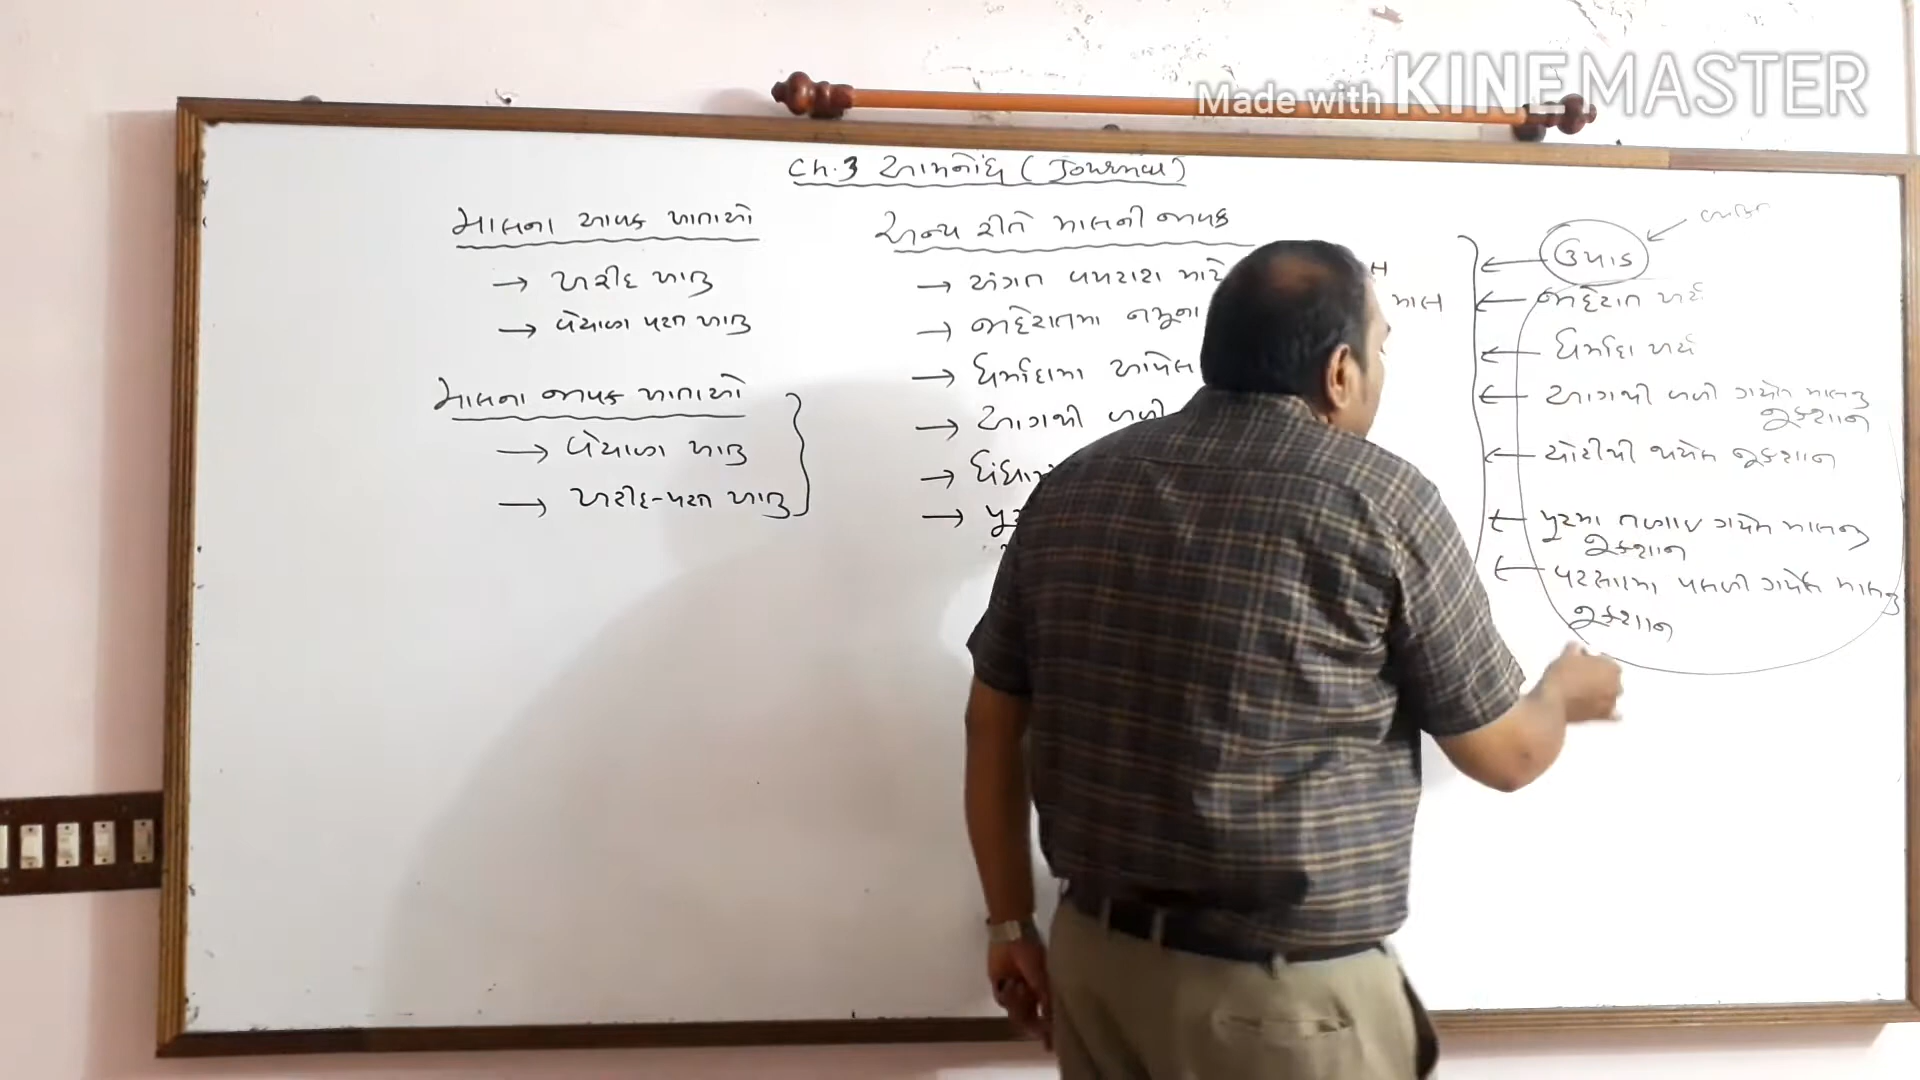 Made with KINEMASTER
Ch.3 આમનોંધ (Journal)
માલના આવક ખાતાઓ
→ ખરીદ ખાતુ
→ વેચાણ પરત ખાતુ
માલના જાવક ખાતાઓ
→ વેચાણ ખાતુ
→ ખરીદ-પરત ખાતુ
અન્ય રીતે માલની જાવક
→ અંગત વપરાશ માટે
→ જાહેરાતમા નમૂના
→ ધર્માદામા આપેલ
→ આગથી બળી
→
→
માલ
ઉપાડ
← જાહેરાત ખર્ચ
← ધર્માદા ખર્ચ
← આગથી બળી ગયેલ માલનુ
નુકશાન
← ચોરીથી થયેલ નુકશાન
← પૂરમા તણાઇ ગયેલ માલનુ
નુકશાન
← વરસાદમા પલળી ગયેલ માલનુ
નુકશાન